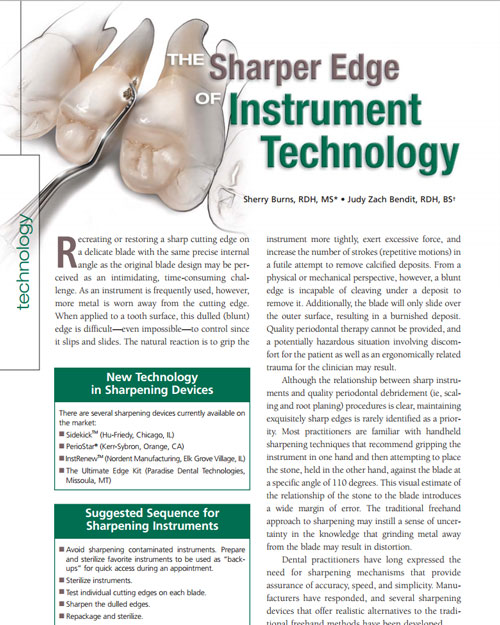 THE Sharper Edge
OF Instrument
Technology
Sherry Burns, RDH, MS* • Judy Zach Bendit, RDH, BS†
technology
Recreating or restoring a sharp cutting edge on
a delicate blade with the same precise internal
angle as the original blade design may be per-
ceived as an intimidating, time-consuming chal-
lenge. As an instrument is frequently used, however,
more metal is worn away from the cutting edge.
When applied to a tooth surface, this dulled (blunt)
edge is difficult—even impossible—to control since
it slips and slides. The natural reaction is to grip the
New Technology
in Sharpening Devices
There are several sharpening devices currently available on
the market:
■ Sidekick™ (Hu-Friedy, Chicago, IL)
■ PerioStar® (Kerr-Sybron, Orange, CA)
■ InstRenew™ (Nordent Manufacturing, Elk Grove Village, IL)
■ The Ultimate Edge Kit (Paradise Dental Technologies,
Missoula, MT)
Suggested Sequence for
Sharpening Instruments
■ Avoid sharpening contaminated instruments. Prepare
and sterilize favorite instruments to be used as “back-
ups” for quick access during an appointment.
■ Sterilize instruments.
■ Test individual cutting edges on each blade.
■ Sharpen the dulled edges.
■ Repackage and sterilize.
instrument more tightly, exert excessive force, and
increase the number of strokes (repetitive motions) in
a futile attempt to remove calcified deposits. From a
physical or mechanical perspective, however, a blunt
edge is incapable of cleaving under a deposit to
remove it. Additionally, the blade will only slide over
the outer surface, resulting in a burnished deposit.
Quality periodontal therapy cannot be provided, and
a potentially hazardous situation involving discom-
fort for the patient as well as an ergonomically related
trauma for the clinician may result.
Although the relationship between sharp instru-
ments and quality periodontal debridement (ie, scal-
ing and root planing) procedures is clear, maintaining
exquisitely sharp edges is rarely identified as a prior-
ity. Most practitioners are familiar with handheld
sharpening techniques that recommend gripping the
instrument in one hand and then attempting to place
the stone, held in the other hand, against the blade at
a specific angle of 110 degrees. This visual estimate of
the relationship of the stone to the blade introduces
a wide margin of error. The traditional freehand
approach to sharpening may instill a sense of uncer-
tainty in the knowledge that grinding metal away
from the blade may result in distortion.
Dental practitioners have long expressed the
need for sharpening mechanisms that provide
assurance of accuracy, speed, and simplicity. Manu-
facturers have responded, and several sharpening
devices that offer realistic alternatives to the tradi-
tional freehand methods have been developed